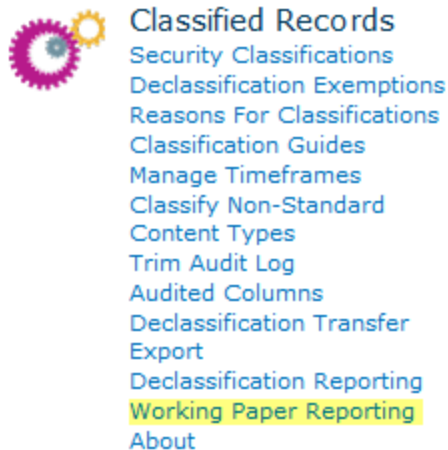 Classified Records
Security Classifications
Declassification Exemptions
Reasons For Classifications
Classification Guides
Manage Timeframes
Classify Non-Standard
Content Types
Trim Audit Log
Audited Columns
Declassification Transfer
Export
Declassification Reporting
Working Paper Reporting
About